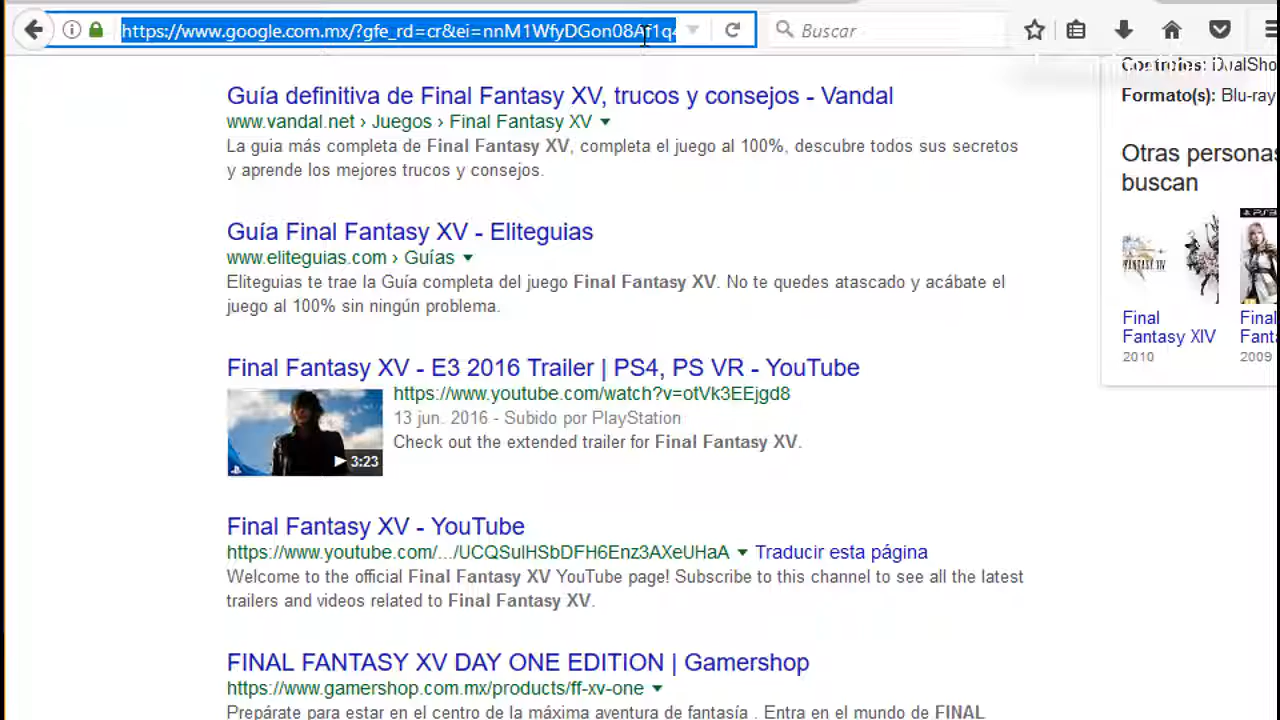 https://www.google.com.mx/?gfe_rd=cr&ei=nnM1WfyDGon08Af1q4
Buscar
Controles: DualSho
Formato(s): Blu-ray
Guía definitiva de Final Fantasy XV, trucos y consejos - Vandal
www.vandal.net › Juegos › Final Fantasy XV
La guia más completa de Final Fantasy XV, completa el juego al 100%, descubre todos sus secretos
y aprende los mejores trucos y consejos.
Otras personas
buscan
Final
Fantasy XIV
2010
Final
Fanta
2009
Guía Final Fantasy XV - Eliteguias
www.eliteguias.com › Guías
Eliteguias te trae la Guía completa del juego Final Fantasy XV. No te quedes atascado y acábate el
juego al 100% sin ningún problema.
Final Fantasy XV - E3 2016 Trailer | PS4, PS VR - YouTube
https://www.youtube.com/watch?v=otVk3EEjgd8
13 jun. 2016 - Subido por PlayStation
Check out the extended trailer for Final Fantasy XV.
3:23
Final Fantasy XV - YouTube
https://www.youtube.com/.../UCQSulHSbDFH6Enz3AXeUHaA Traducir esta página
Welcome to the official Final Fantasy XV YouTube page! Subscribe to this channel to see all the latest
trailers and videos related to Final Fantasy XV.
FINAL FANTASY XV DAY ONE EDITION | Gamershop
https://www.gamershop.com.mx/products/ff-xv-one
Prepárate para estar en el centro de la máxima aventura de fantasía . Entra en el mundo de FINAL